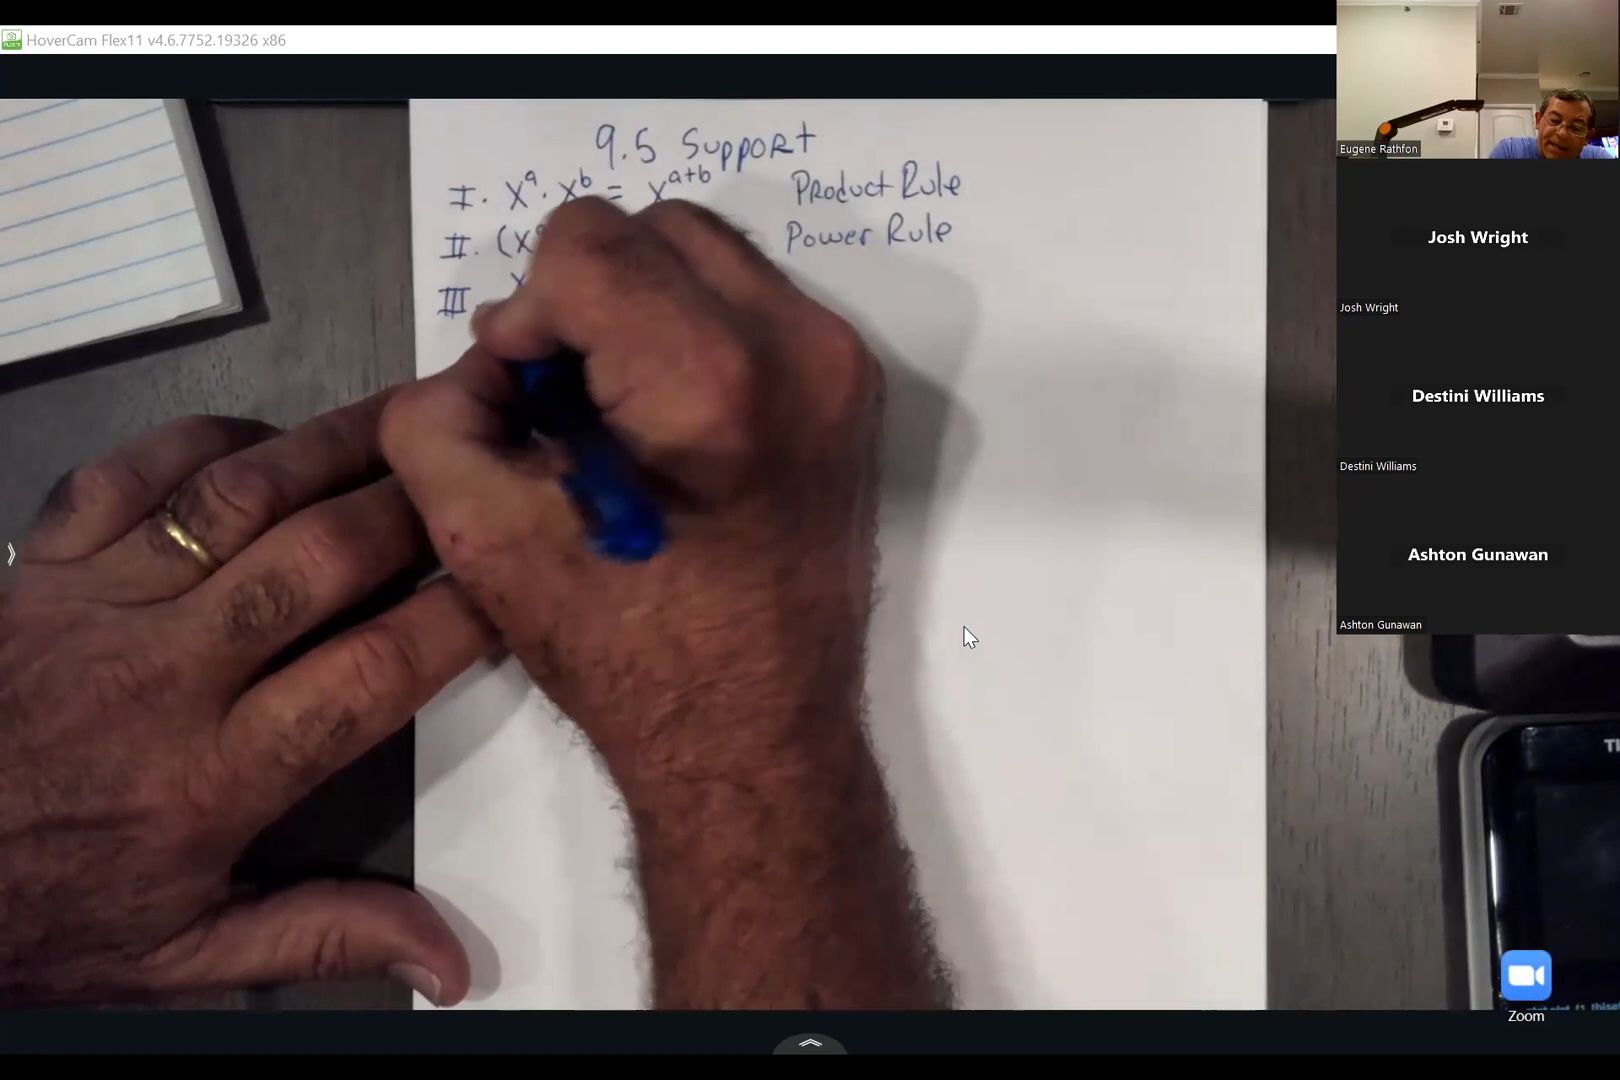 HoverCam Flex11 v4.6.7752.19326 x86
9.5 Support
I. x^a · x^b = x^{a+b} Product Rule
II. (x Power Rule
III.
Eugene Rathfon
Josh Wright
Josh Wright
Destini Williams
Destini Williams
Ashton Gunawan
Ashton Gunawan
Zoom